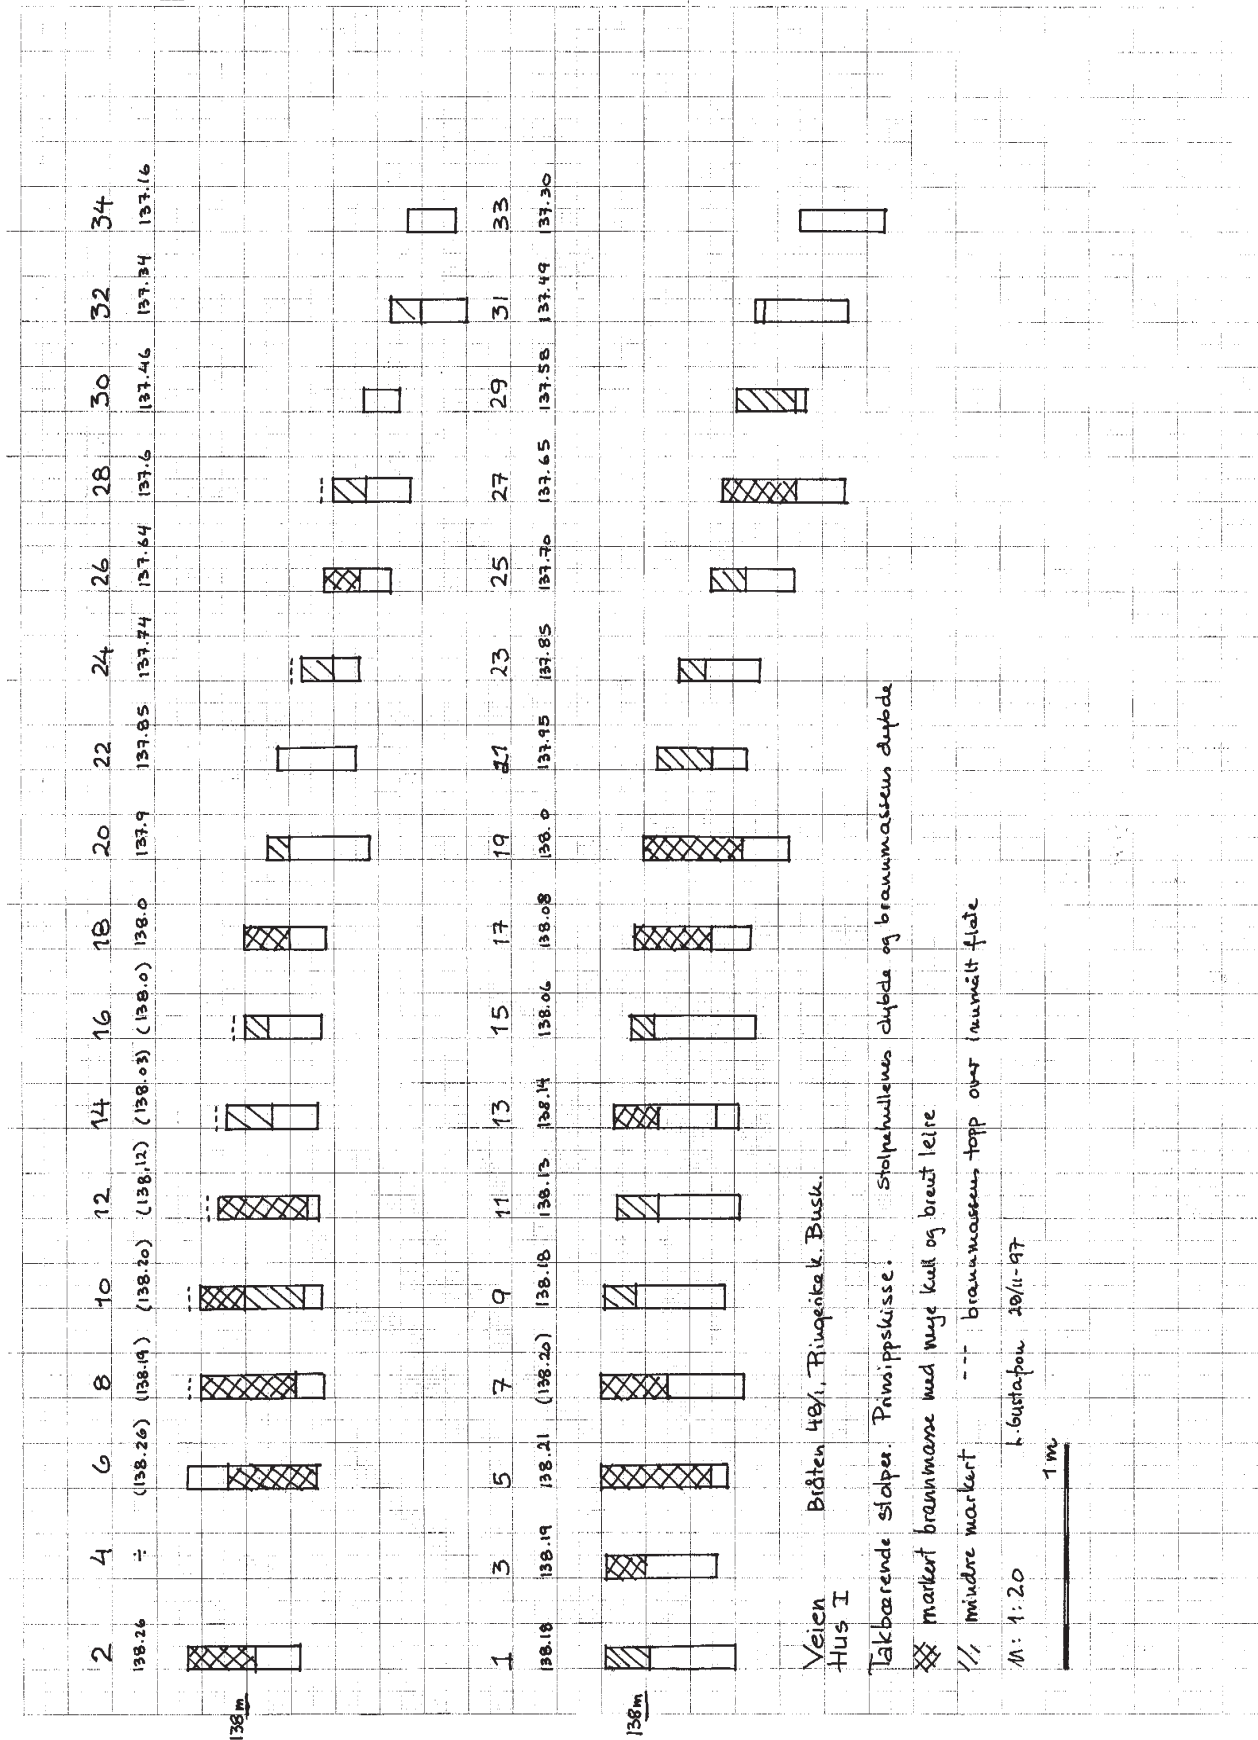 2 4 6 8 10 12 14 16 18 20 22 24 26 28 30 32 34
138.26 ÷ (138.26) (138.19) (138.20) (138,12) (138.03) (138.0) 138.0 137.9 137.85 137.74 137.64 137.6 137.46 137.34 137.16
138m
1 3 5 7 9 11 13 15 17 19 21 23 25 27 29 31 33
138.18 138.19 138.21 (138.20) 138.18 138.13 138.14 138.06 138.08 138.0 137.95 137.85 137.70 137.65 137.58 137.49 137.30
138m
Veien Bråten 48/1, Ringerike k. Busk.
Hus I
Takbærende stolper. Prinsippskisse. Stolpehullenes dybde og brannmassens dybde
markert brannmasse med mye kull og brent leire
/// mindre markert --- brannmassens topp over innmålt flate
M: 1:20 L. Gustafson 28/11-97
1 m